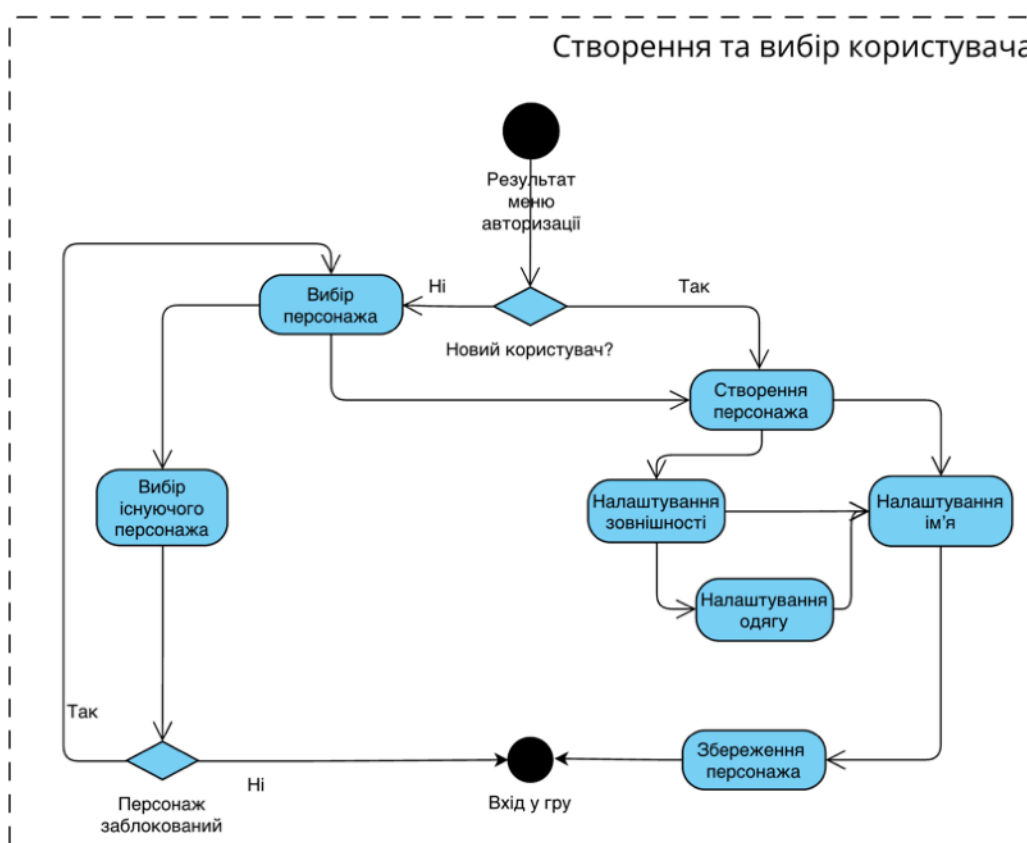 Створення та вибір користувача
Результат
меню
авторизації
Ні
Так
Вибір
персонажа
Новий користувач?
Створення
персонажа
Вибір
існуючого
персонажа
Налаштування
зовнішності
Налаштування
ім'я
Налаштування
одягу
Так
Ні
Збереження
персонажа
Персонаж
заблокований
Вхід у гру